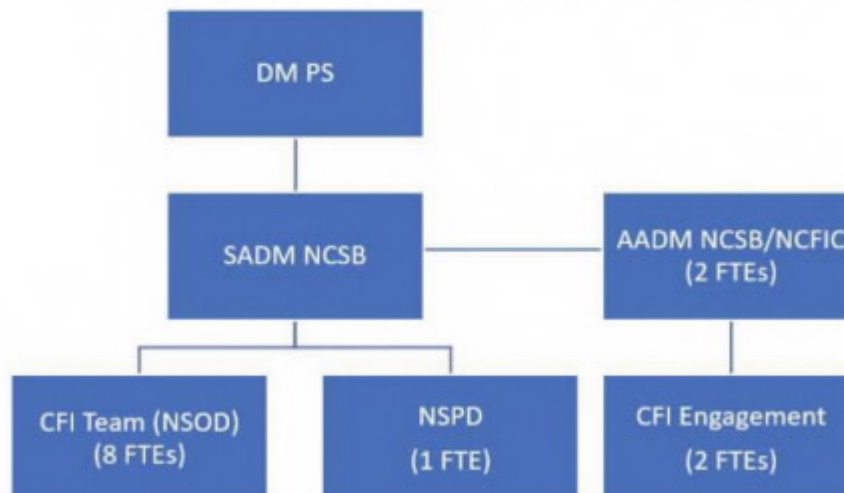 DM PS
SADM NCSB
AADM NCSB/NCFIC
(2 FTEs)
CFI Team (NSOD)
(8 FTEs)
NSPD
(1 FTE)
CFI Engagement
(2 FTEs)